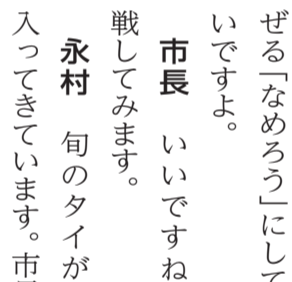 ぜる「なめろう」にして
いですよ。
市長　いいですね
戦してみます。
永村　旬のタイが
入ってきています。市